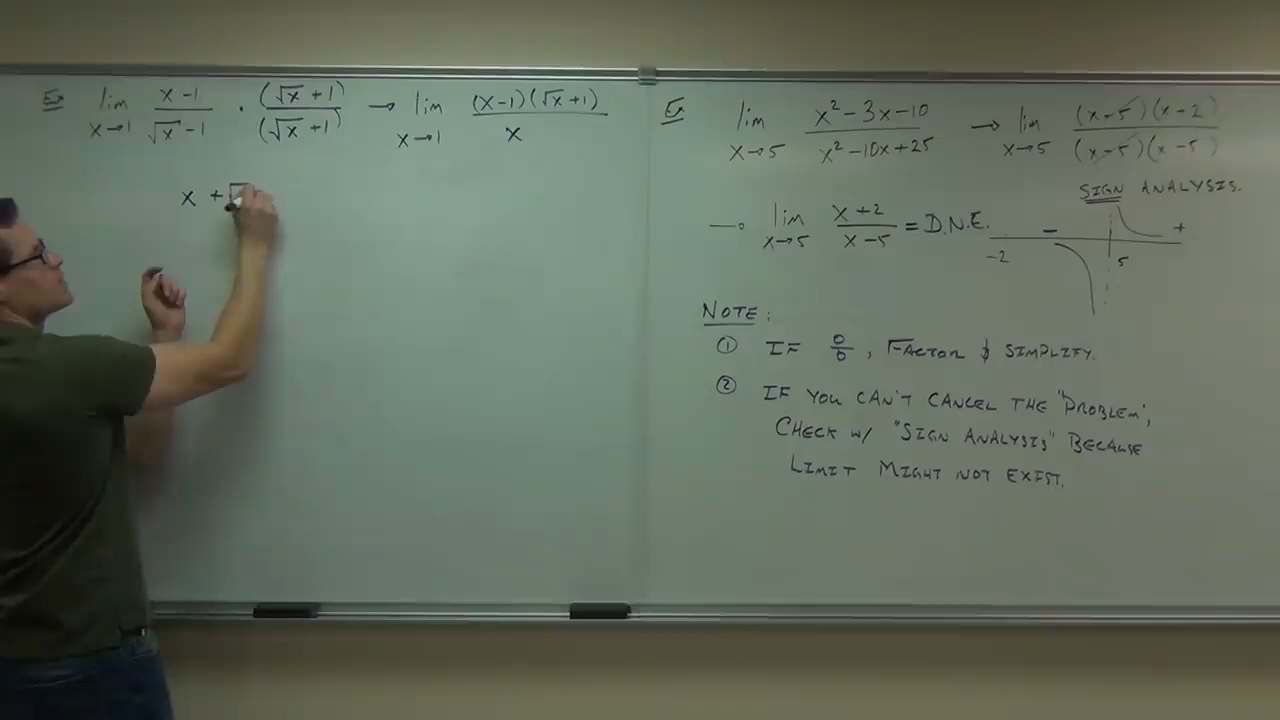 Ex lim x→1 x-1 / √x -1 · (√x +1) / (√x +1) → lim x→1 (x-1)(√x+1) / x
x + √
Ex lim x→5 x²-3x-10 / x²-10x+25 → lim x→5 (x-5)(x-2) / (x-5)(x-5)
SIGN ANALYSIS.
→ lim x→5 x+2 / x-5 = D.N.E.
- +
-2 5
NOTE:
① IF 0/0, FACTOR & SIMPLIFY.
② IF YOU CAN'T CANCEL THE "PROBLEM",
CHECK W/ "SIGN ANALYSIS" BECAUSE
LIMIT MIGHT NOT EXIST.